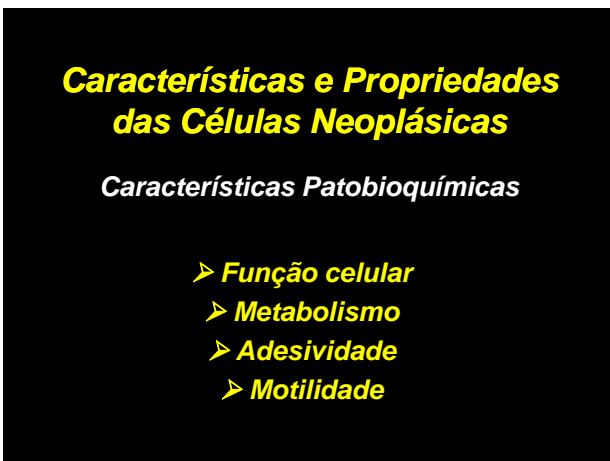 Características e Propriedades
das Células Neoplásicas
Características Patobioquímicas
➢ Função celular
➢ Metabolismo
➢ Adesividade
➢ Motilidade